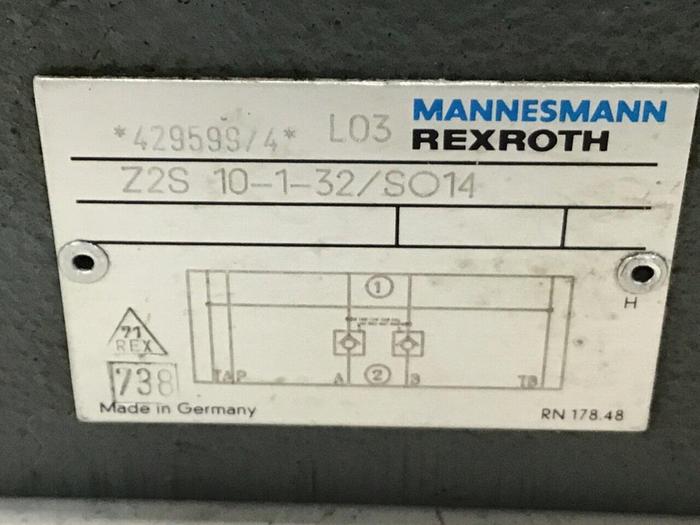 MANNESMANN
*429599/4* L03 REXROTH
Z2S 10-1-32/SO14
1
H
71
REX
TA P A 2 B TB
738
Made in Germany
RN 178.48